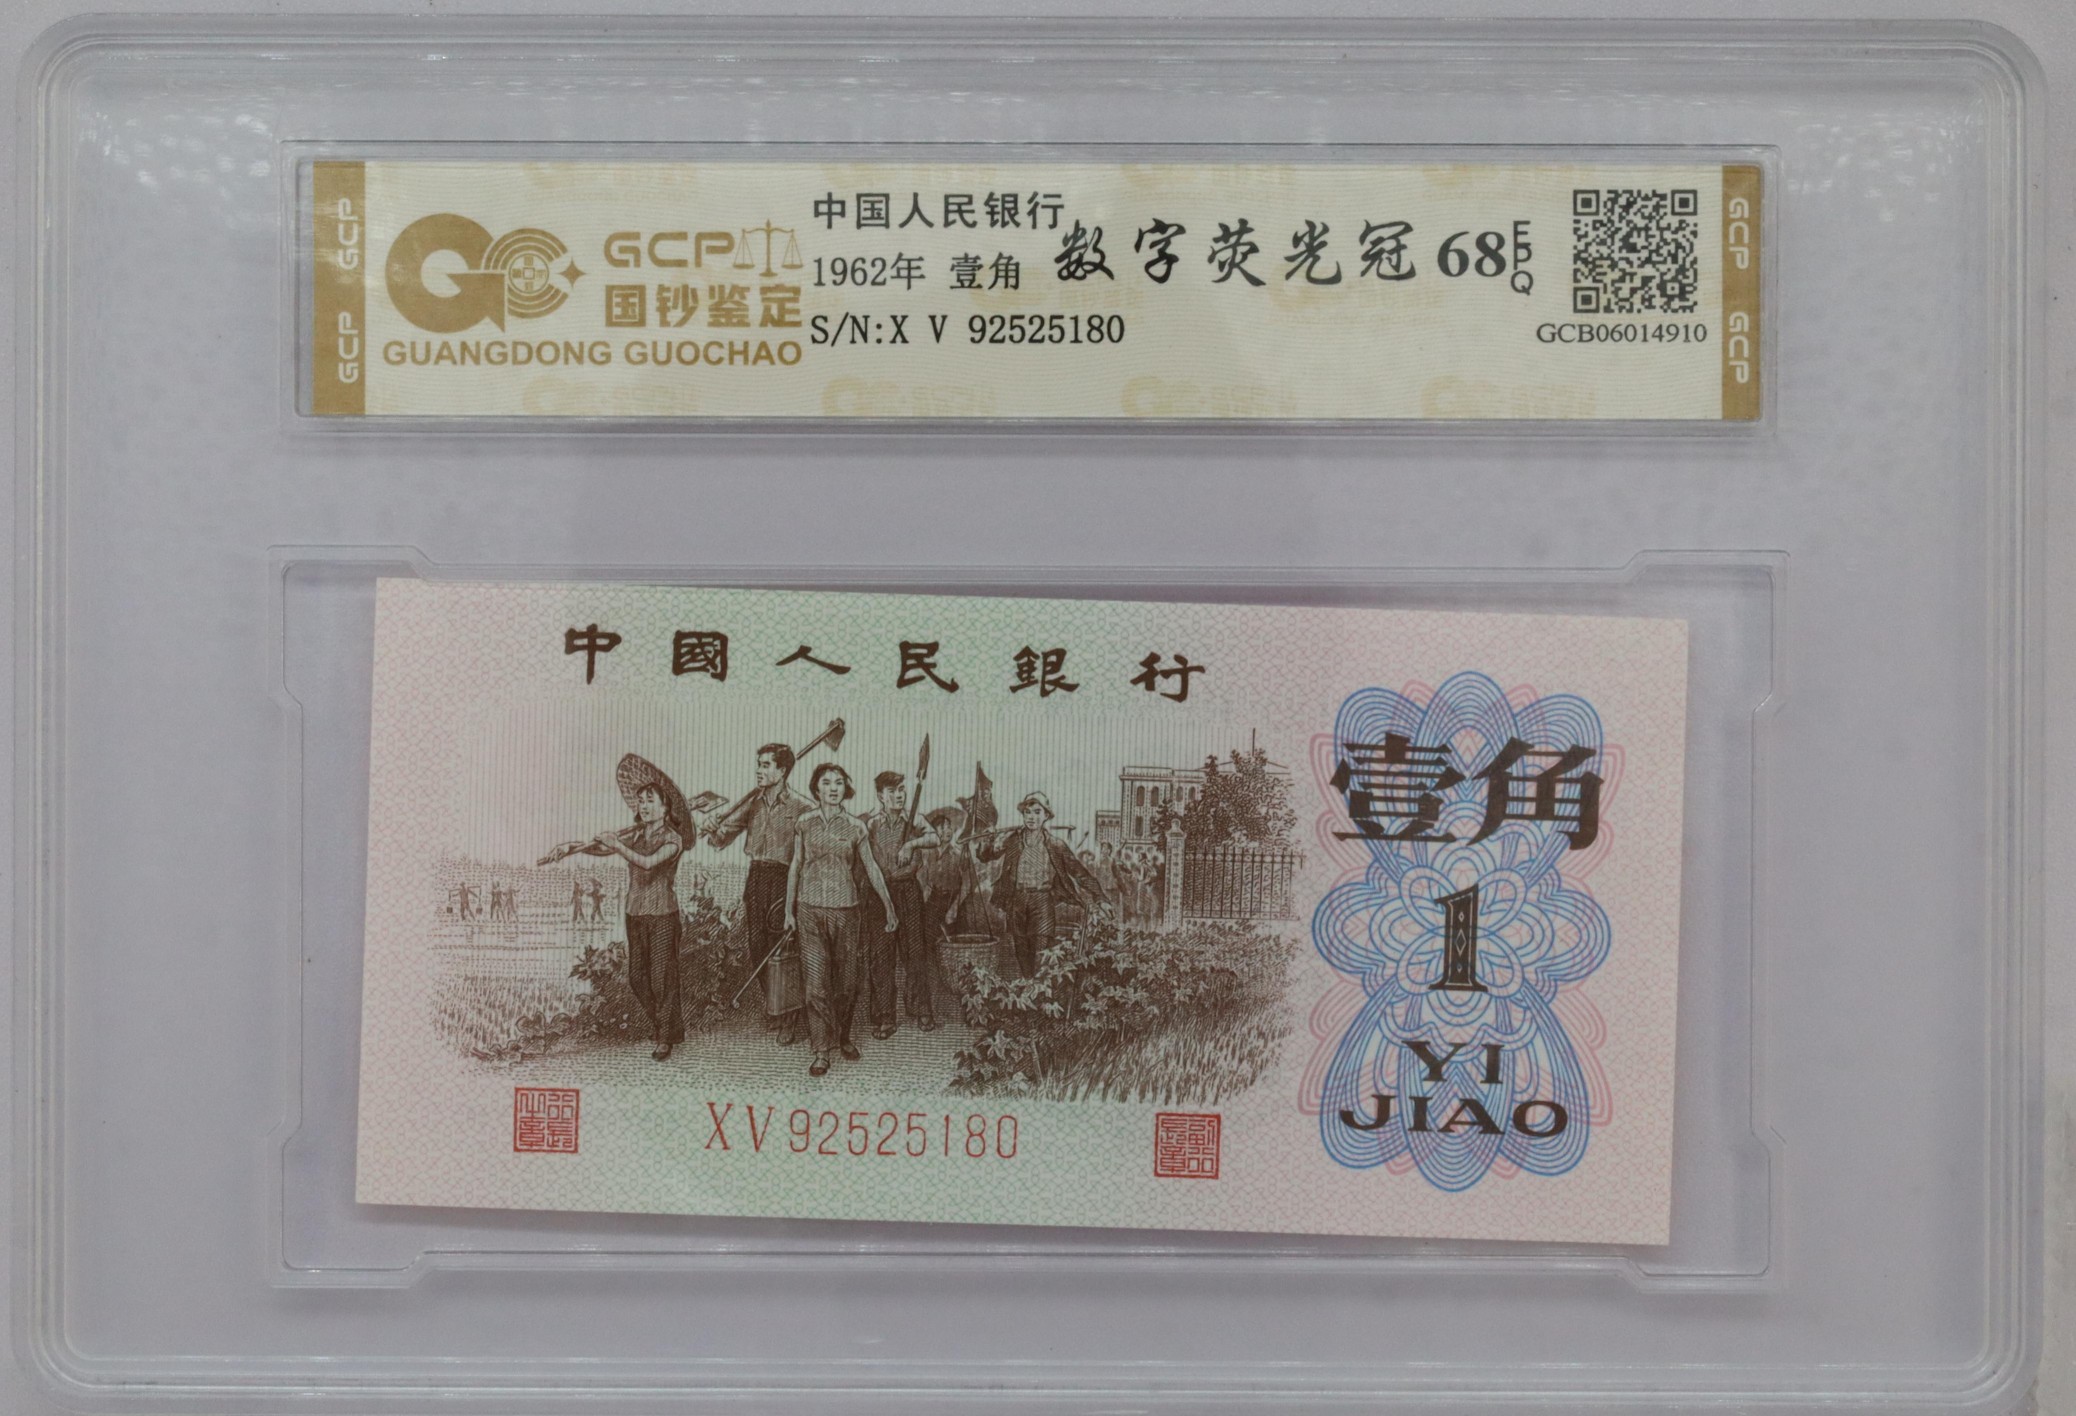 GCP
GCP
GCP
国钞鉴定
GUANGDONG GUOCHAO
中国人民银行
1962年 壹角
S/N:X V 92525180
数字荧光冠 68 EPQ
GCB06014910
GCP
GCP
中國人民銀行
壹角
1
YI
JIAO
XV92525180